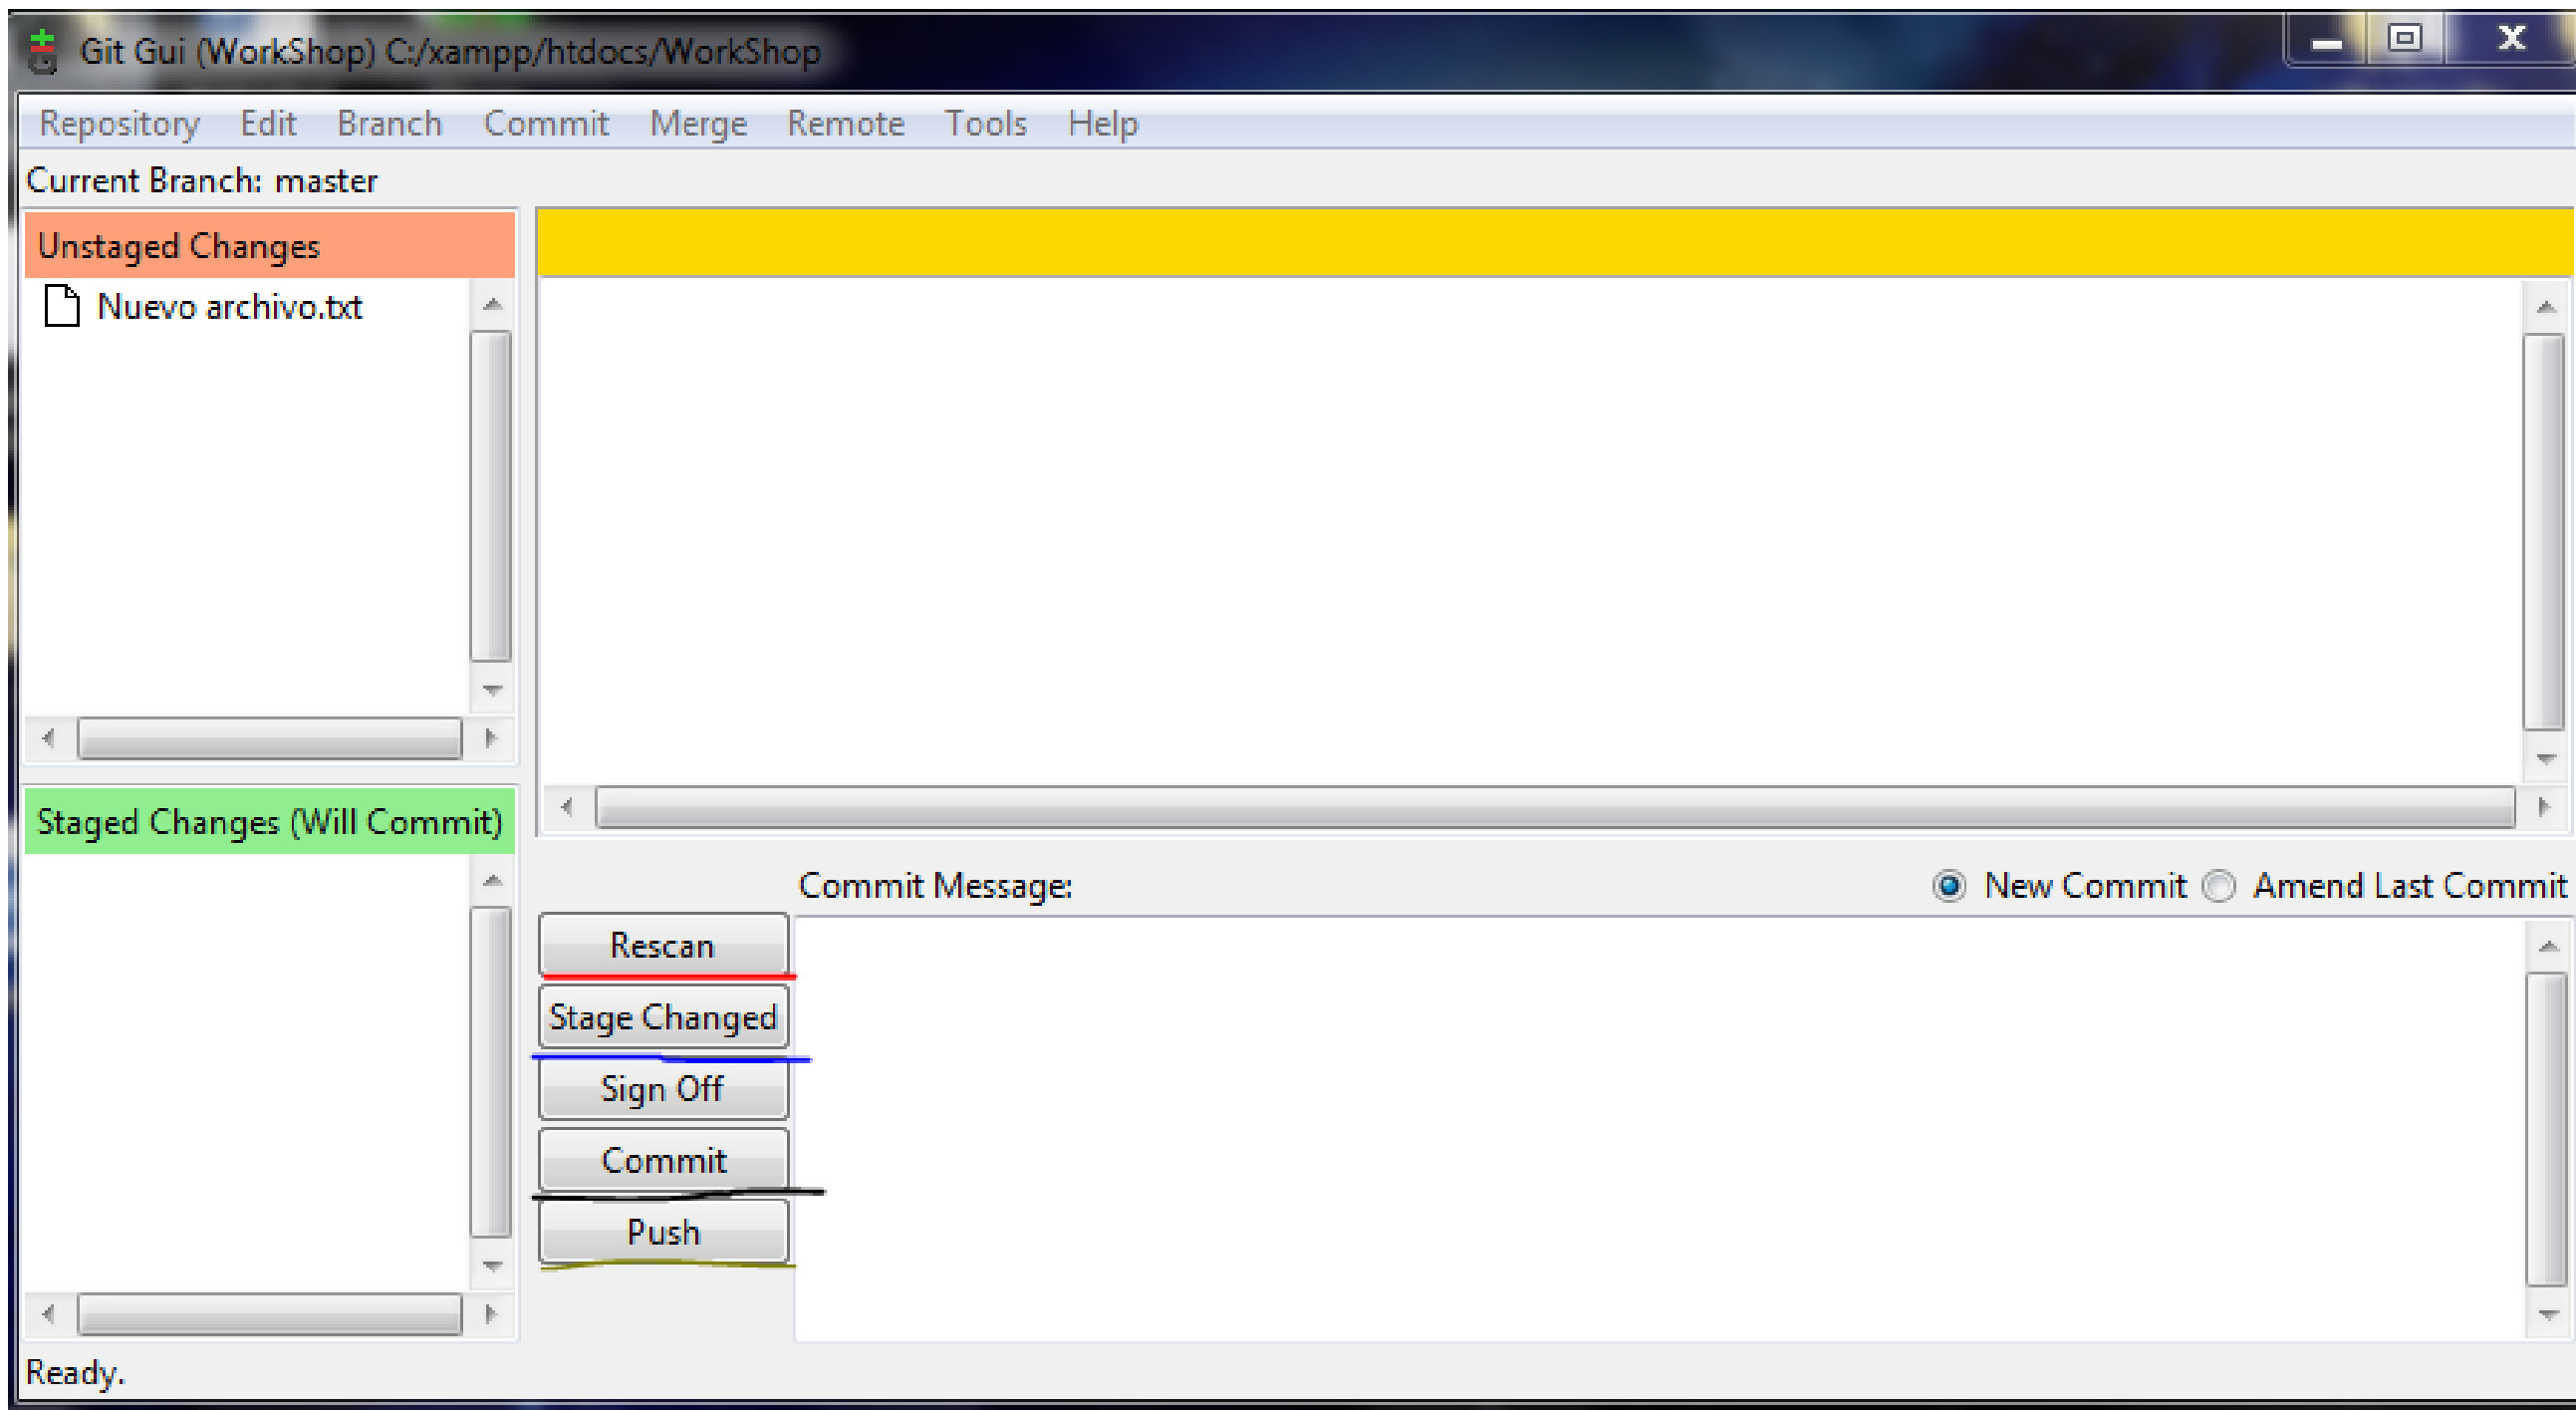 Git Gui (WorkShop) C:/xampp/htdocs/WorkShop
Repository Edit Branch Commit Merge Remote Tools Help
Current Branch: master
Unstaged Changes
Nuevo archivo.txt
Staged Changes (Will Commit)
Commit Message:
New Commit
Amend Last Commit
Rescan
Stage Changed
Sign Off
Commit
Push
Ready.